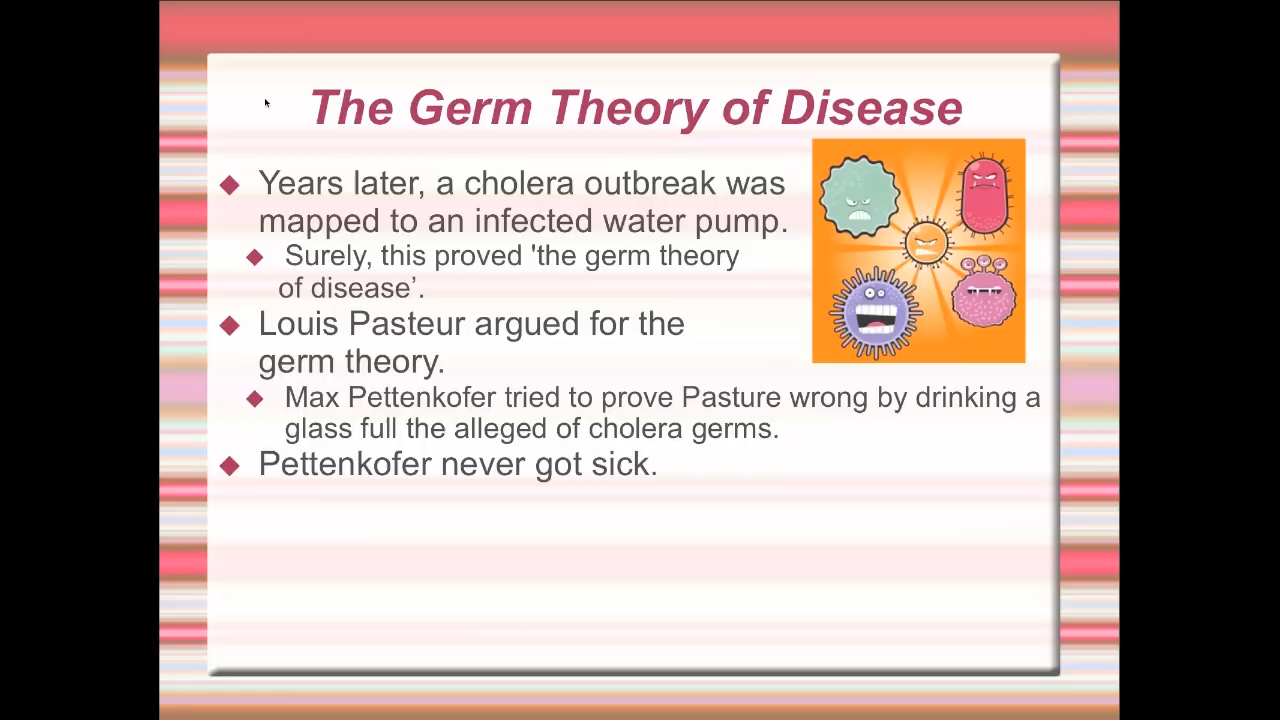 The Germ Theory of Disease
Years later, a cholera outbreak was
mapped to an infected water pump.
Surely, this proved 'the germ theory
of disease’.
Louis Pasteur argued for the
germ theory.
Max Pettenkofer tried to prove Pasture wrong by drinking a
glass full the alleged of cholera germs.
Pettenkofer never got sick.